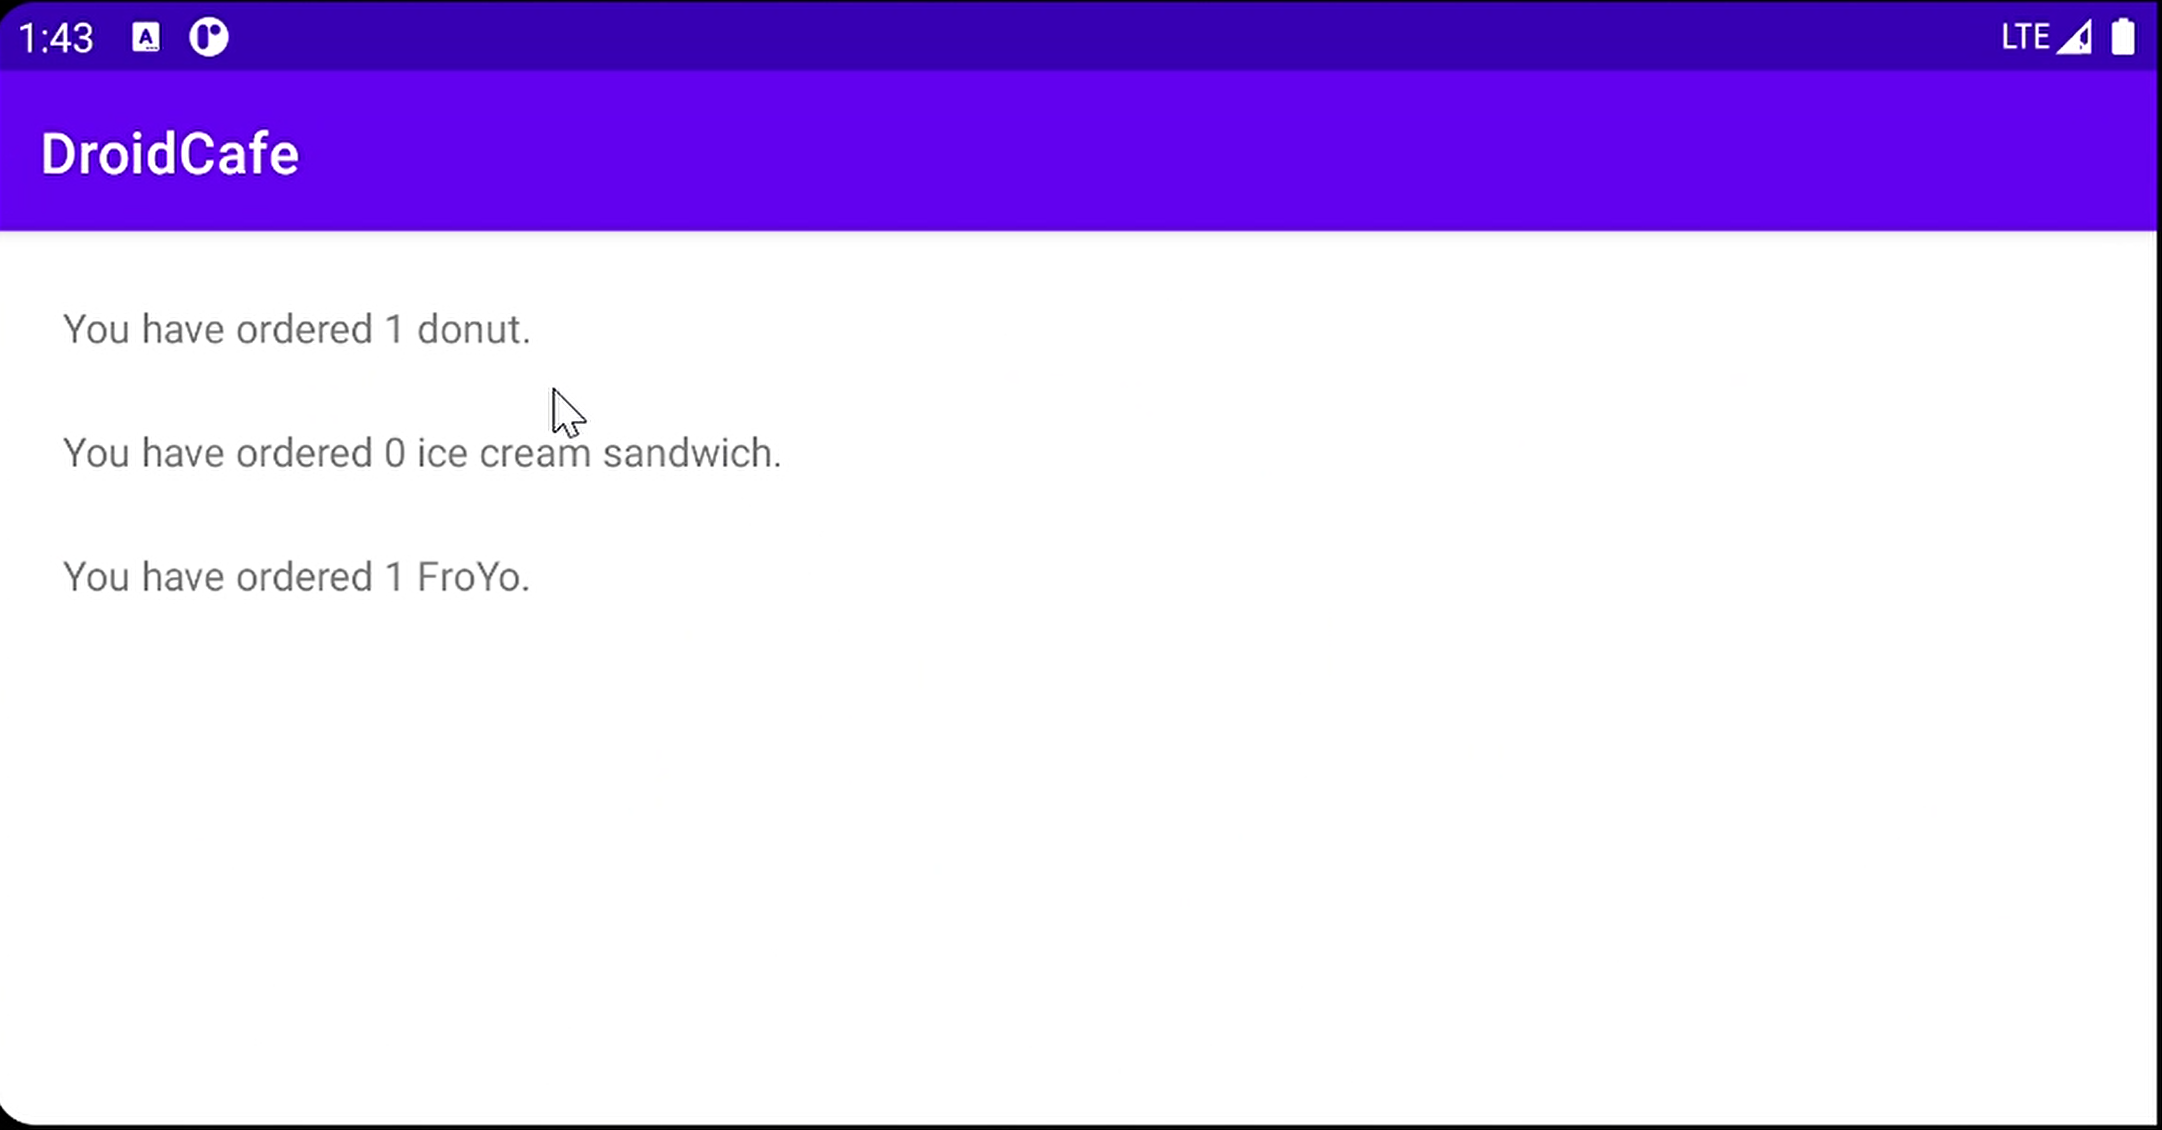 1:43 A LTE
DroidCafe
You have ordered 1 donut.
You have ordered 0 ice cream sandwich.
You have ordered 1 FroYo.